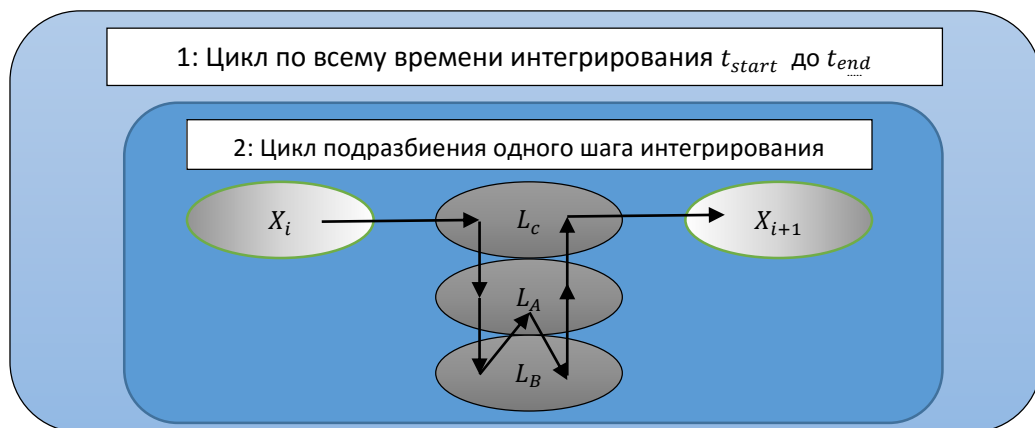 1: Цикл по всему времени интегрирования t_start до t_end
2: Цикл подразбиения одного шага интегрирования
X_i L_c X_{i+1}
L_A
L_B